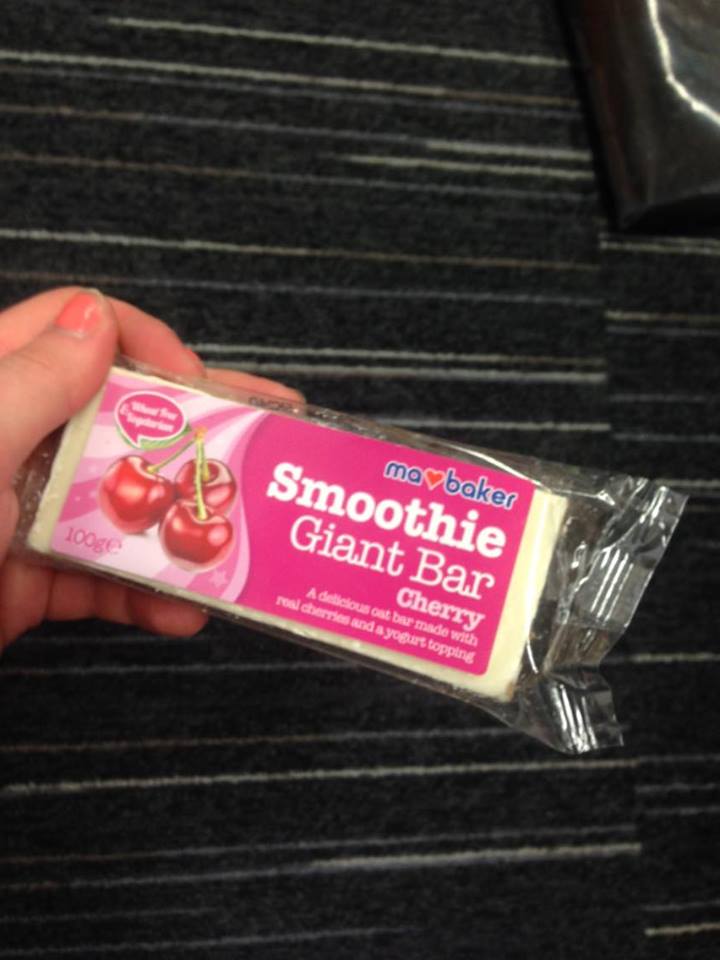 Wheat Free
& Vegetarian
ma baker
Smoothie
Giant Bar
Cherry
A delicious oat bar made with
real cherries and a yogurt topping
100g e